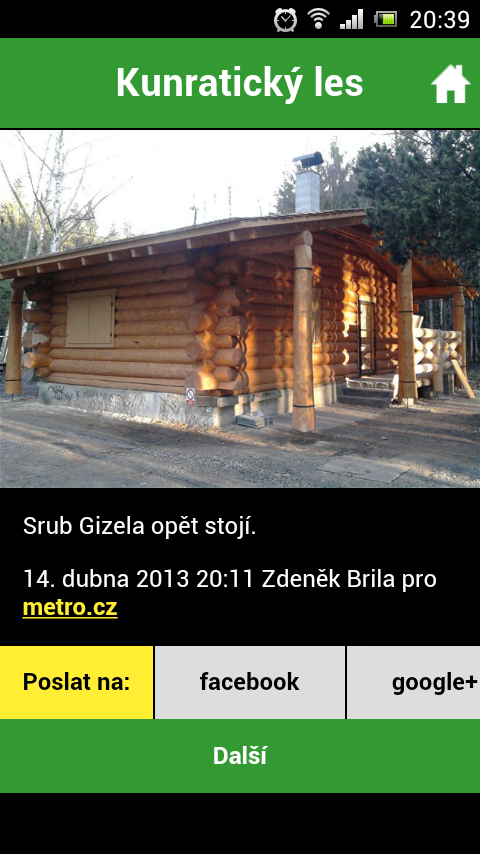 20:39
Kunratický les
Srub Gizela opět stojí.
14. dubna 2013 20:11 Zdeněk Brila pro
metro.cz
Poslat na: facebook google+
Další